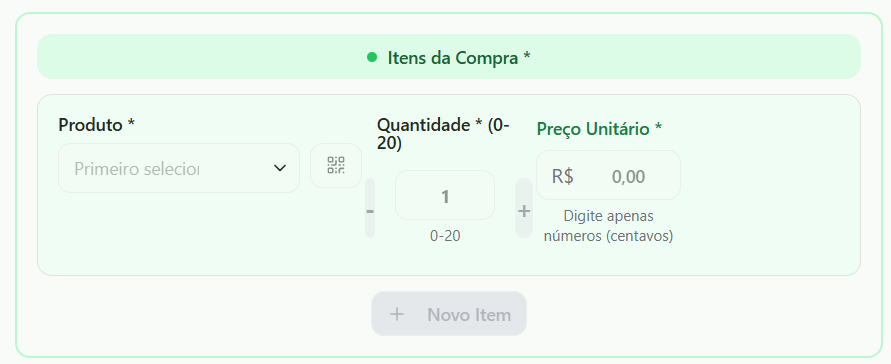 Itens da Compra *
Produto *
Primeiro selecior
Quantidade * (0-
20)
-
1
+
0-20
Preço Unitário *
R$ 0,00
Digite apenas
números (centavos)
+ Novo Item